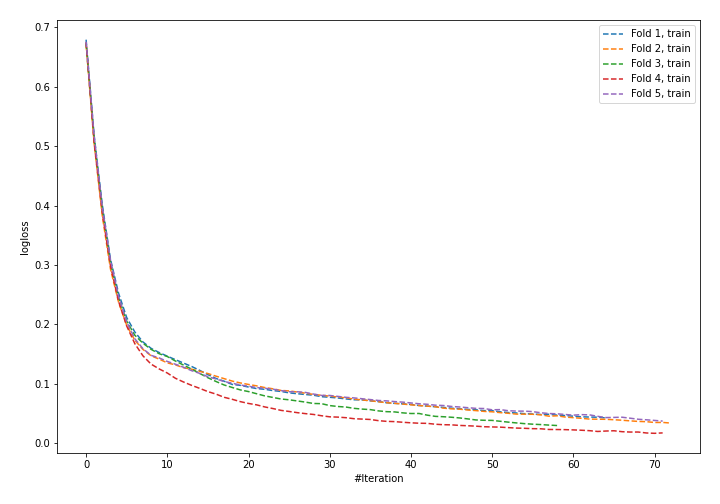 0.7
0.6
0.5
0.4
0.3
0.2
0.1
0.0
logloss
0 10 20 30 40 50 60 70
#Iteration
Fold 1, train
Fold 2, train
Fold 3, train
Fold 4, train
Fold 5, train